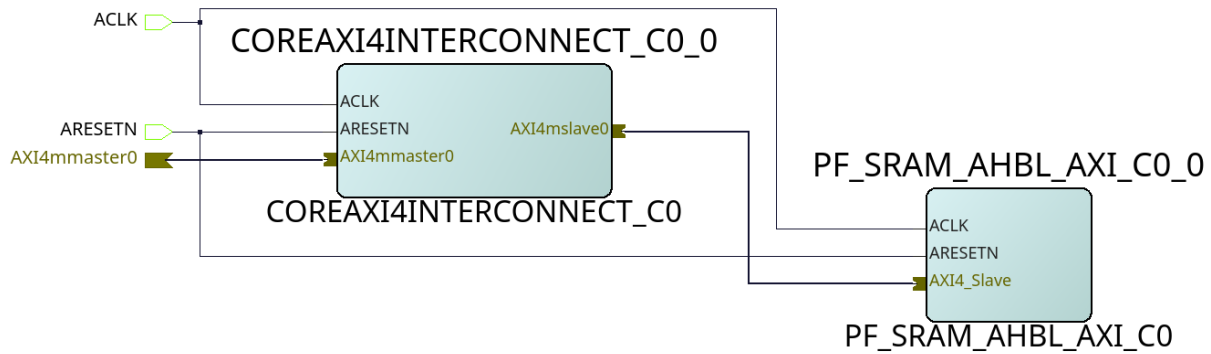 ACLK
COREAXI4INTERCONNECT_C0_0
ACLK
ARESETN
ARESETN
AXI4mslave0
AXI4mmaster0
AXI4mmaster0
COREAXI4INTERCONNECT_C0
PF_SRAM_AHBL_AXI_C0_0
ACLK
ARESETN
AXI4_Slave
PF_SRAM_AHBL_AXI_C0